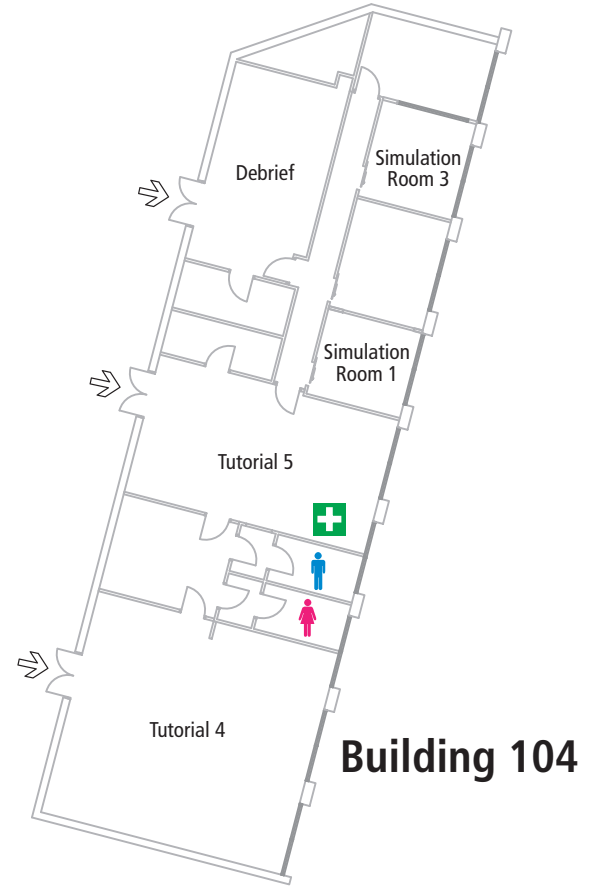 Simulation
Room 3
Debrief
Simulation
Room 1
Tutorial 5
Tutorial 4
Building 104